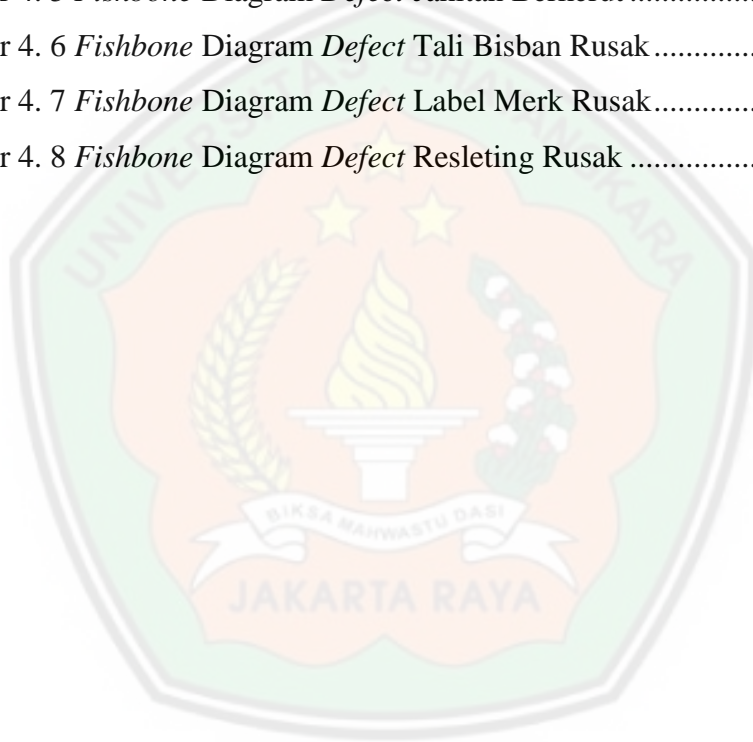 r 4. 6 Fishbone Diagram Defect Tali Bisban Rusak.............
r 4. 7 Fishbone Diagram Defect Label Merk Rusak.............
r 4. 8 Fishbone Diagram Defect Resleting Rusak ...............
UNIVERSITAS BHAYANGKARA
BIKSA MAHWASTU DASI
JAKARTA RAYA